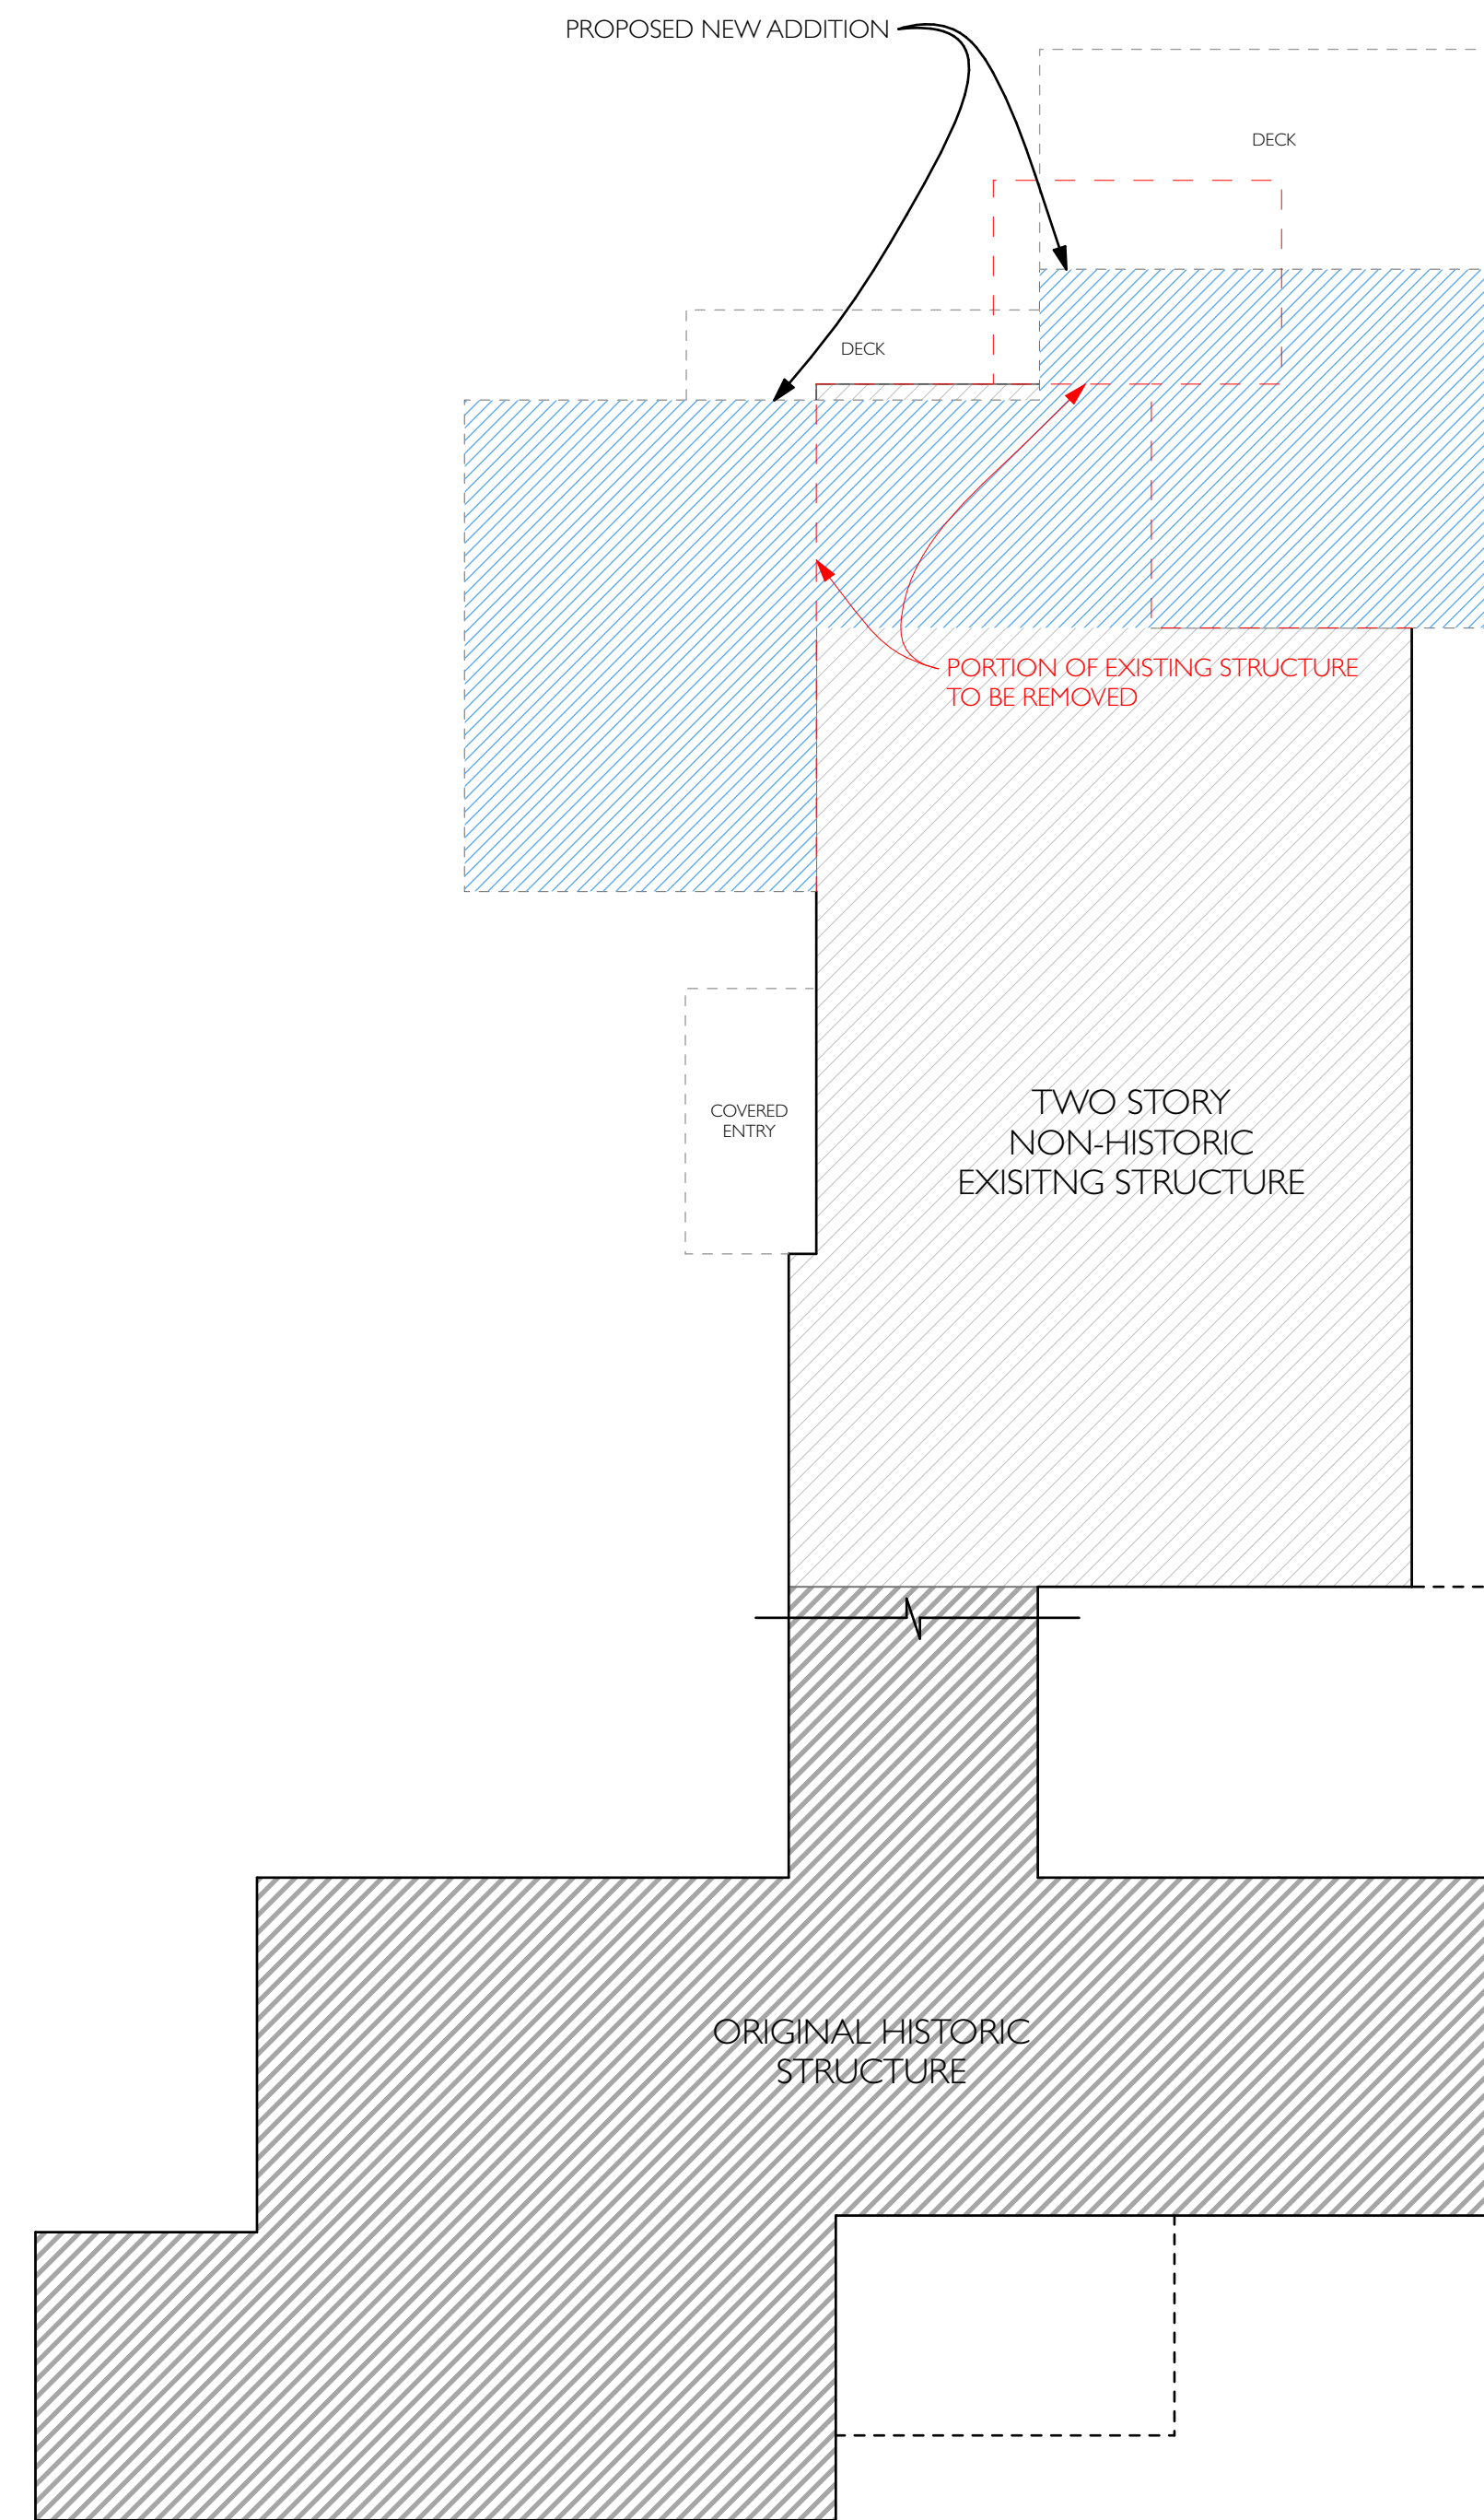 PROPOSED NEW ADDITION
DECK
DECK
PORTION OF EXISTING STRUCTURE
TO BE REMOVED
COVERED
ENTRY
TWO STORY
NON-HISTORIC
EXISITNG STRUCTURE
ORIGINAL HISTORIC
STRUCTURE